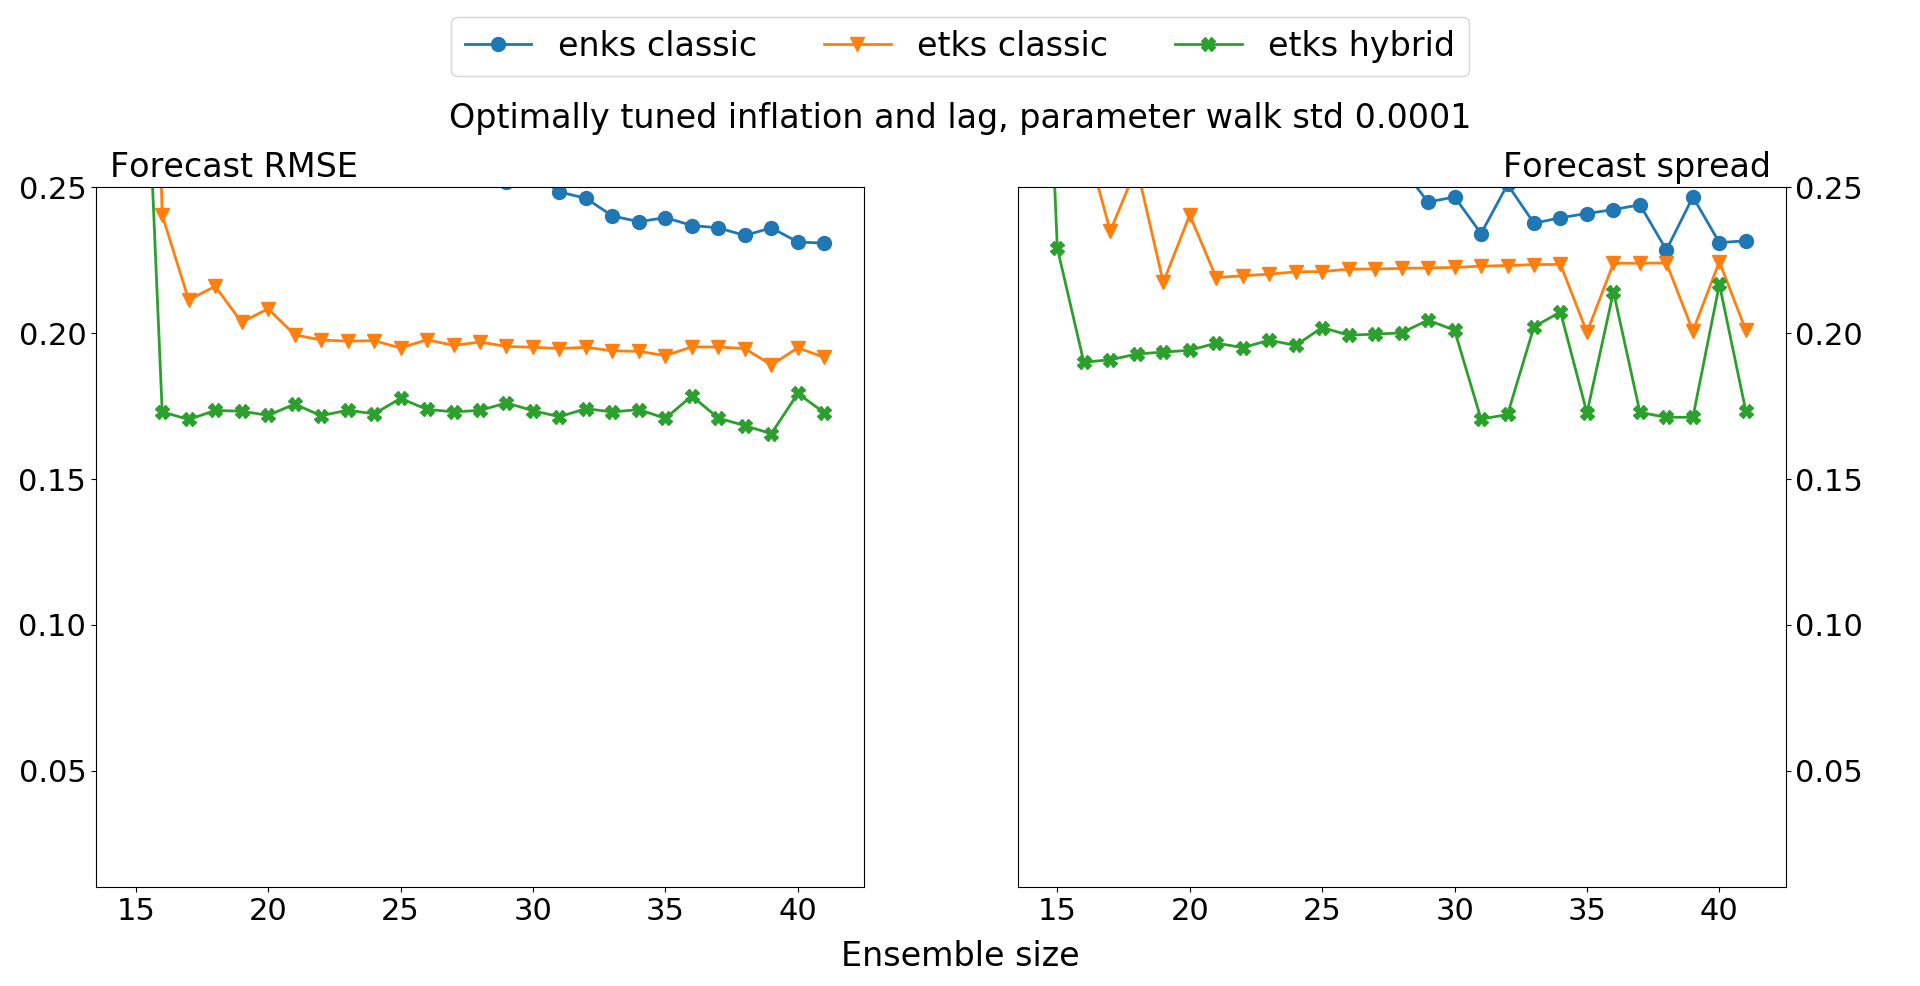 enks classic etks classic etks hybrid
Optimally tuned inflation and lag, parameter walk std 0.0001
Forecast RMSE
Forecast spread
0.25
0.20
0.15
0.10
0.05
15 20 25 30 35 40
0.25
0.20
0.15
0.10
0.05
15 20 25 30 35 40
Ensemble size